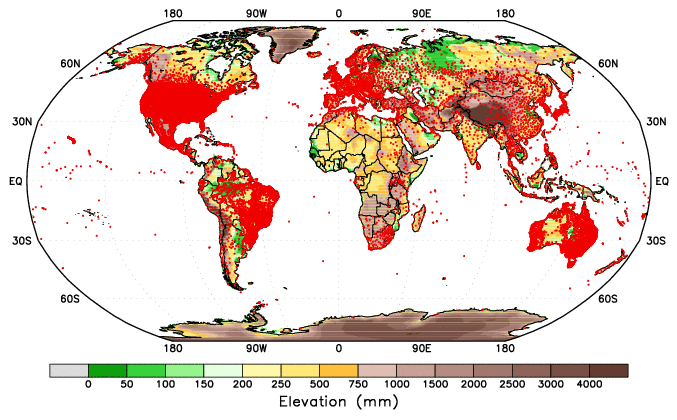 180 90W 0 90E 180
60N 60N
30N 30N
EQ EQ
30S 30S
60S 60S
180 90W 0 90E 180
0 50 100 150 200 250 500 750 1000 1500 2000 2500 3000 4000
Elevation (mm)